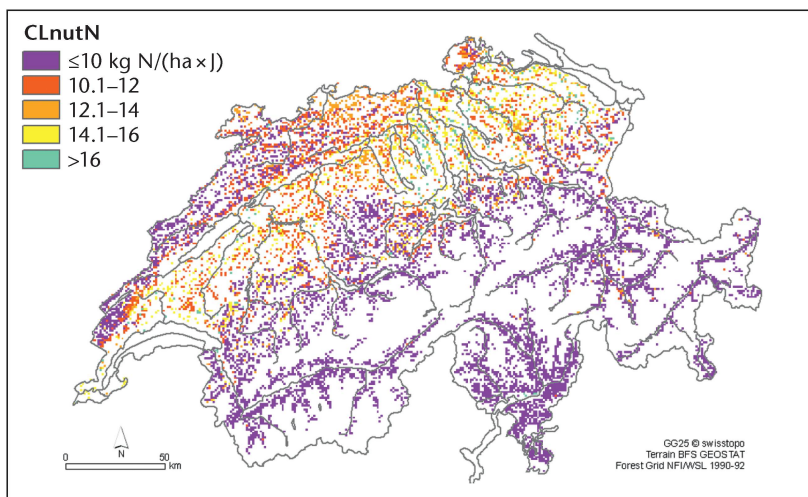 CLnutN
≤10 kg N/(ha×J)
10.1–12
12.1–14
14.1–16
>16
N
0 50
km
GG25 © swisstopo
Terrain BFS GEOSTAT
Forest Grid NFI/WSL 1990-92